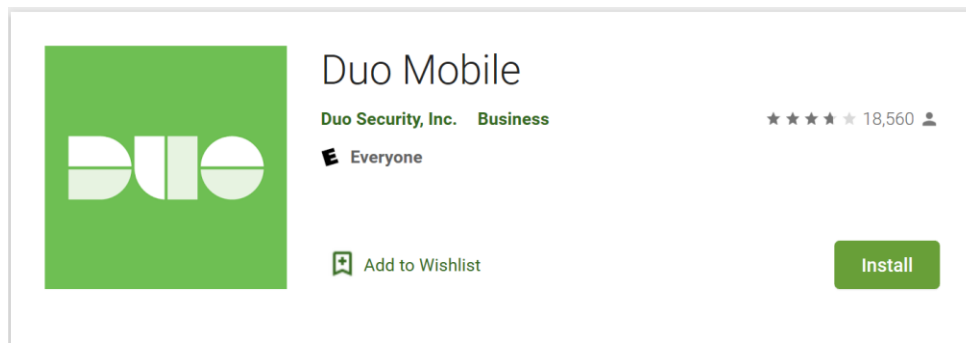 Duo Mobile
Duo Security, Inc. Business
18,560
E Everyone
DUO
Add to Wishlist
Install